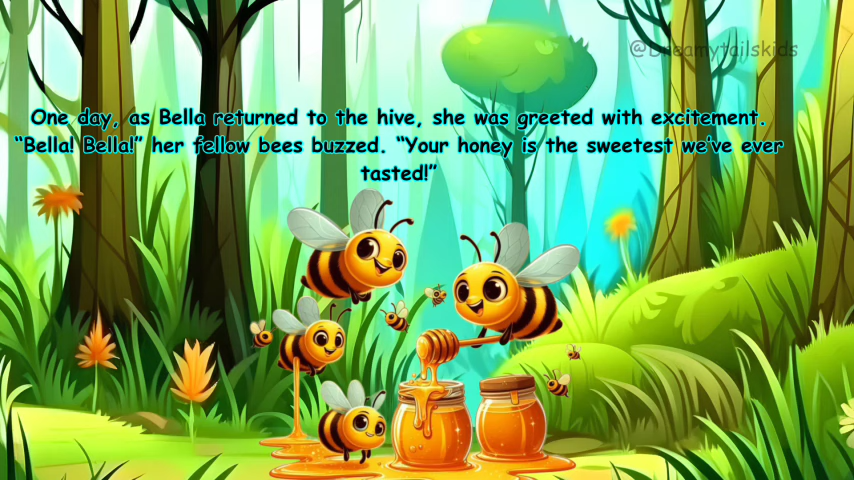 @Dreamytailskids
One day, as Bella returned to the hive, she was greeted with excitement.
“Bella! Bella!” her fellow bees buzzed. “Your honey is the sweetest we’ve ever
tasted!”